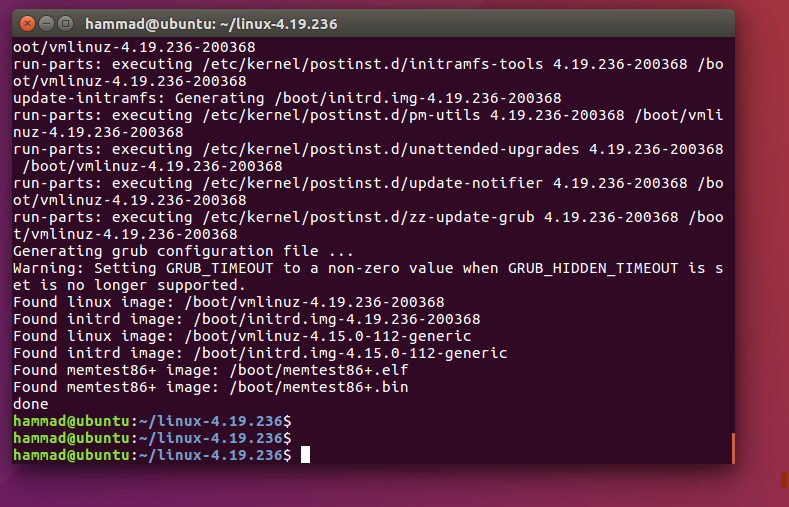 hammad@ubuntu: ~/linux-4.19.236
oot/vmlinuz-4.19.236-200368
run-parts: executing /etc/kernel/postinst.d/initramfs-tools 4.19.236-200368 /bo
ot/vmlinuz-4.19.236-200368
update-initramfs: Generating /boot/initrd.img-4.19.236-200368
run-parts: executing /etc/kernel/postinst.d/pm-utils 4.19.236-200368 /boot/vmli
nuz-4.19.236-200368
run-parts: executing /etc/kernel/postinst.d/unattended-upgrades 4.19.236-200368
 /boot/vmlinuz-4.19.236-200368
run-parts: executing /etc/kernel/postinst.d/update-notifier 4.19.236-200368 /bo
ot/vmlinuz-4.19.236-200368
run-parts: executing /etc/kernel/postinst.d/zz-update-grub 4.19.236-200368 /boo
t/vmlinuz-4.19.236-200368
Generating grub configuration file ...
Warning: Setting GRUB_TIMEOUT to a non-zero value when GRUB_HIDDEN_TIMEOUT is s
et is no longer supported.
Found linux image: /boot/vmlinuz-4.19.236-200368
Found initrd image: /boot/initrd.img-4.19.236-200368
Found linux image: /boot/vmlinuz-4.15.0-112-generic
Found initrd image: /boot/initrd.img-4.15.0-112-generic
Found memtest86+ image: /boot/memtest86+.elf
Found memtest86+ image: /boot/memtest86+.bin
done
hammad@ubuntu:~/linux-4.19.236$
hammad@ubuntu:~/linux-4.19.236$
hammad@ubuntu:~/linux-4.19.236$